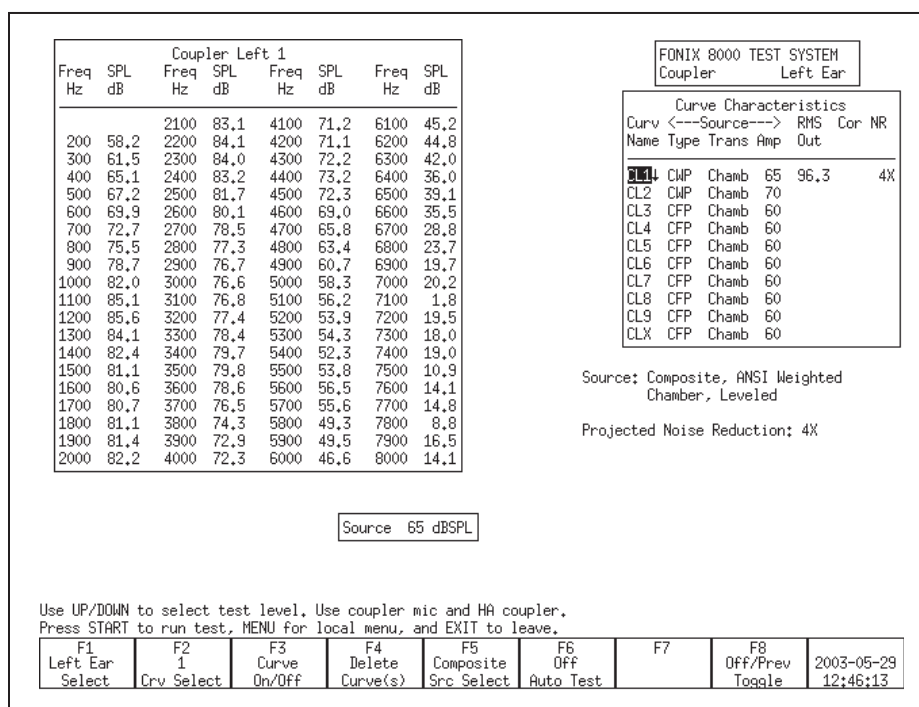 Coupler Left 1
Freq SPL Freq SPL Freq SPL Freq SPL
Hz dB Hz dB Hz dB Hz dB
2100 83.1 4100 71.2 6100 45.2
200 58.2 2200 84.1 4200 71.1 6200 44.8
300 61.5 2300 84.0 4300 72.2 6300 42.0
400 65.1 2400 83.2 4400 73.2 6400 36.0
500 67.2 2500 81.7 4500 72.3 6500 39.1
600 69.9 2600 80.1 4600 69.0 6600 35.5
700 72.7 2700 78.5 4700 65.8 6700 28.8
800 75.5 2800 77.3 4800 63.4 6800 23.7
900 78.7 2900 76.7 4900 60.7 6900 19.7
1000 82.0 3000 76.6 5000 58.3 7000 20.2
1100 85.1 3100 76.8 5100 56.2 7100 1.8
1200 85.6 3200 77.4 5200 53.9 7200 19.5
1300 84.1 3300 78.4 5300 54.3 7300 18.0
1400 82.4 3400 79.7 5400 52.3 7400 19.0
1500 81.1 3500 79.8 5500 53.8 7500 10.9
1600 80.6 3600 78.6 5600 56.5 7600 14.1
1700 80.7 3700 76.5 5700 55.6 7700 14.8
1800 81.1 3800 74.3 5800 49.3 7800 8.8
1900 81.4 3900 72.9 5900 49.5 7900 16.5
2000 82.2 4000 72.3 6000 46.6 8000 14.1
FONIX 8000 TEST SYSTEM
Coupler Left Ear
Curve Characteristics
Curv <---Source---> RMS Cor NR
Name Type Trans Amp Out
CL1↓ CWP Chamb 65 96.3 4X
CL2 CWP Chamb 70
CL3 CFP Chamb 60
CL4 CFP Chamb 60
CL5 CFP Chamb 60
CL6 CFP Chamb 60
CL7 CFP Chamb 60
CL8 CFP Chamb 60
CL9 CFP Chamb 60
CLX CFP Chamb 60
Source: Composite, ANSI Weighted
Chamber, Leveled
Projected Noise Reduction: 4X
Source 65 dBSPL
Use UP/DOWN to select test level. Use coupler mic and HA coupler.
Press START to run test, MENU for local menu, and EXIT to leave.
F1 F2 F3 F4 F5 F6 F7 F8
Left Ear 1 Curve Delete Composite Off Off/Prev 2003-05-29
Select Crv Select On/Off Curve(s) Src Select Auto Test Toggle 12:46:13